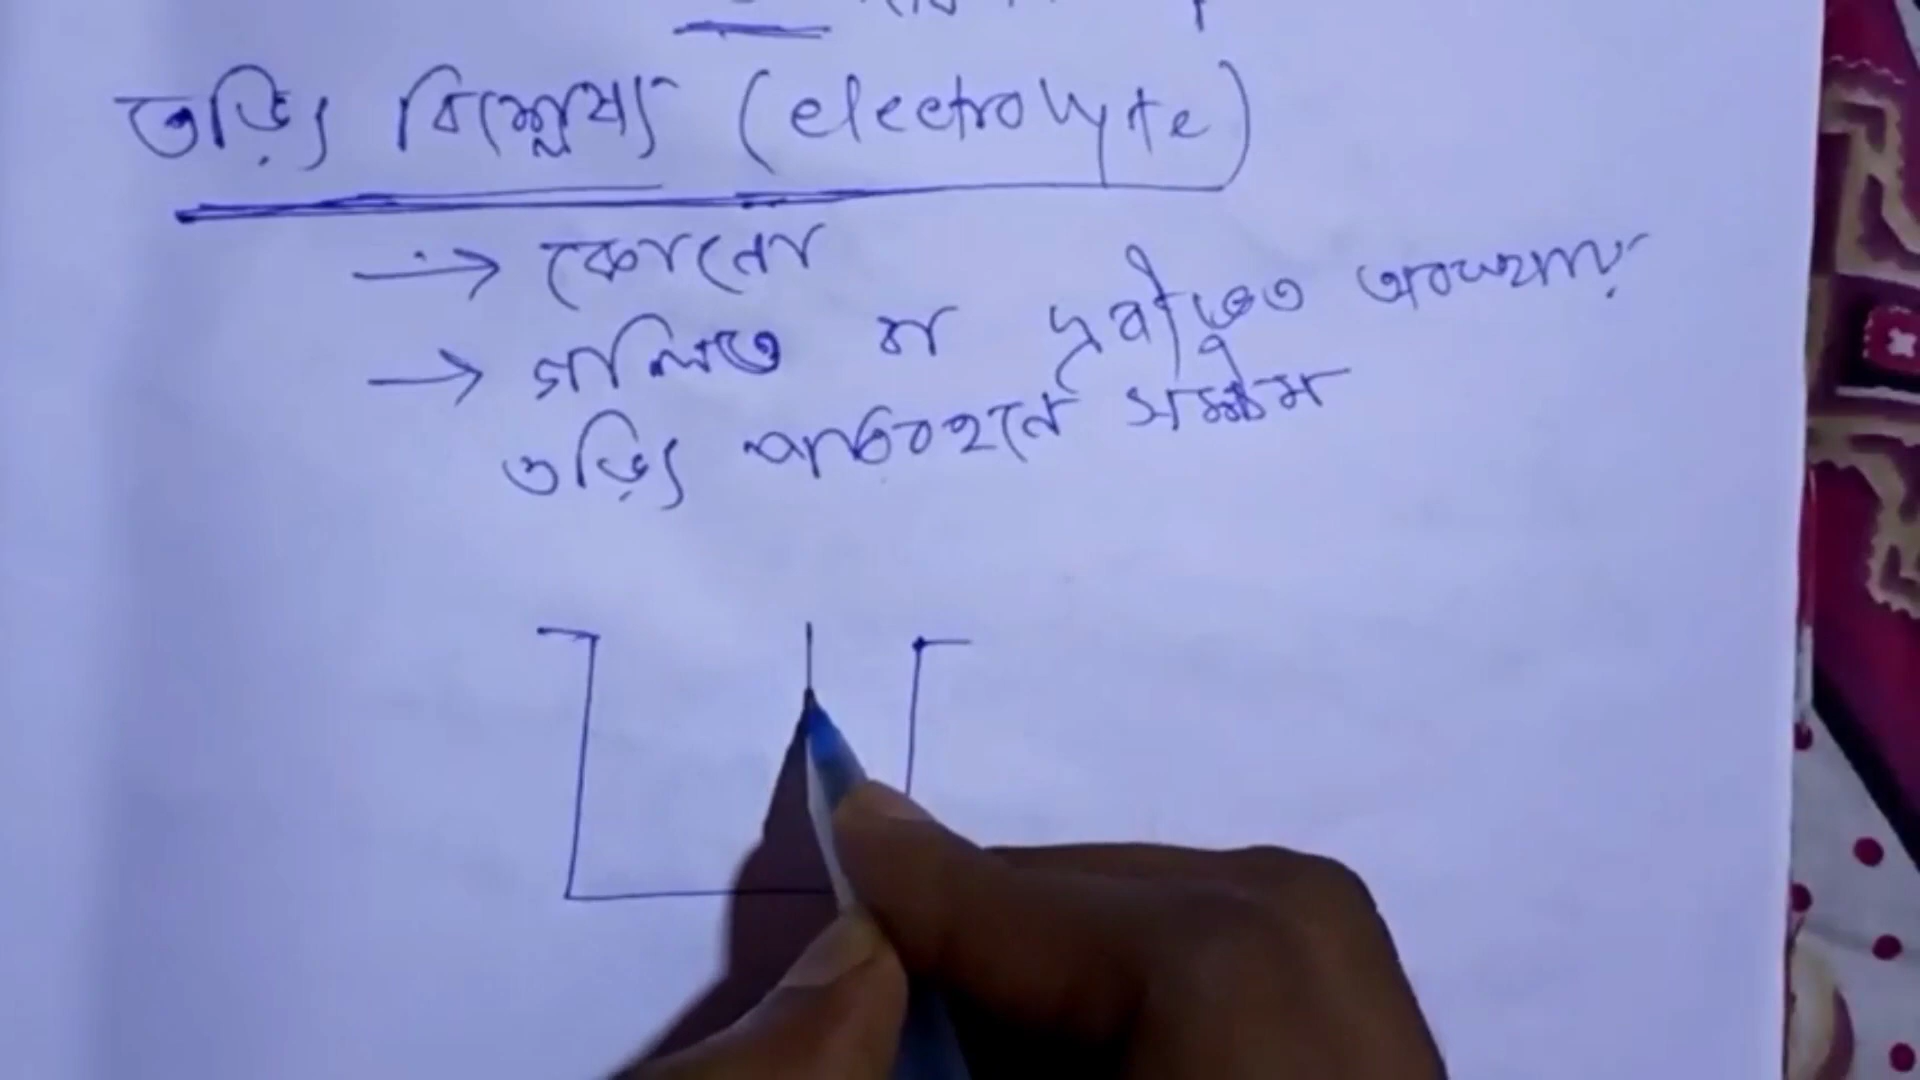 তড়িৎ বিশ্লেষ্য (electrolyte)
→ কোনো
→ গলিত বা দ্রবীভূত অবস্থায়
তড়িৎ পরিবহনে সক্ষম